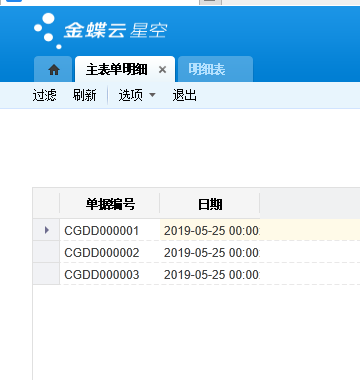 金蝶云 星空
主表单明细 × 明细表
过滤 刷新 选项 退出
单据编号 日期
CGDD000001 2019-05-25 00:00:
CGDD000002 2019-05-25 00:00:
CGDD000003 2019-05-25 00:00: